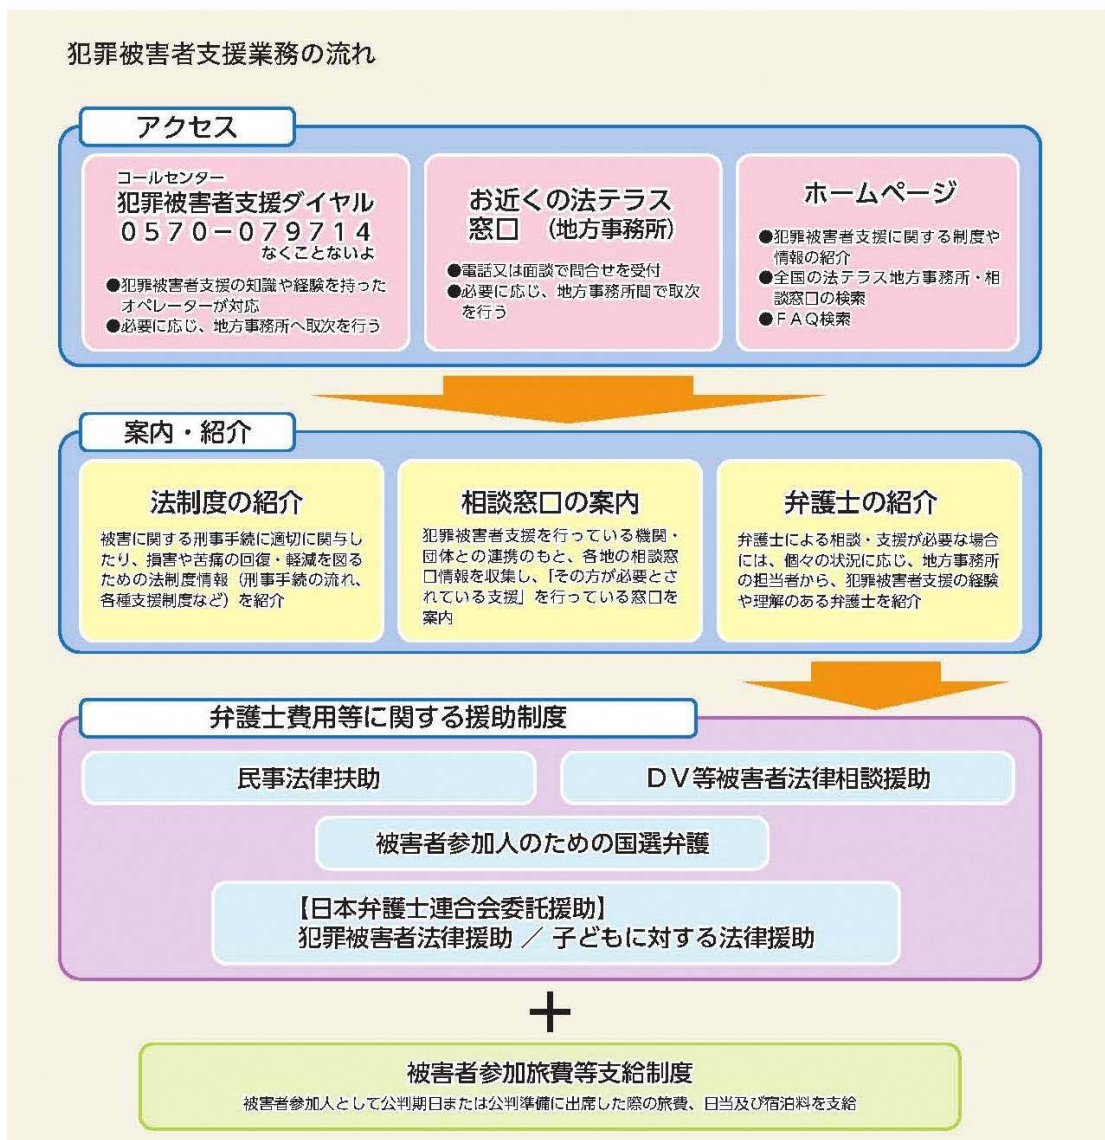 犯罪被害者支援業務の流れ
アクセス
コールセンター
犯罪被害者支援ダイヤル
0570-079714
なくことないよ
●犯罪被害者支援の知識や経験を持った
オペレーターが対応
●必要に応じ、地方事務所へ取次を行う
お近くの法テラス
窓口 (地方事務所)
●電話又は面談で問合せを受付
●必要に応じ、地方事務所間で取次
を行う
ホームページ
●犯罪被害者支援に関する制度や
情報の紹介
●全国の法テラス地方事務所・相
談窓口の検索
●FAQ検索
案内・紹介
法制度の紹介
被害に関する刑事手続に適切に関与し
たり、損害や苦痛の回復・軽減を図る
ための法制度情報(刑事手続の流れ、
各種支援制度など)を紹介
相談窓口の案内
犯罪被害者支援を行っている機関・
団体との連携のもと、各地の相談窓
口情報を収集し、「その方が必要とさ
れている支援」を行っている窓口を
案内
弁護士の紹介
弁護士による相談・支援が必要な場合
には、個々の状況に応じ、地方事務所
の担当者から、犯罪被害者支援の経験
や理解のある弁護士を紹介
弁護士費用等に関する援助制度
民事法律扶助
DV等被害者法律相談援助
被害者参加人のための国選弁護
【日本弁護士連合会委託援助】
犯罪被害者法律援助 / 子どもに対する法律援助
+
被害者参加旅費等支給制度
被害者参加人として公判期日または公判準備に出席した際の旅費、日当及び宿泊料を支給